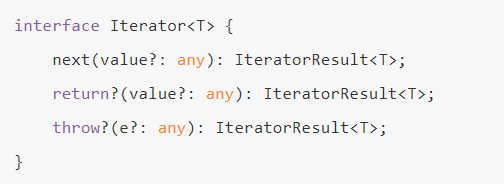 interface Iterator<T> {
next(value?: any): IteratorResult<T>;
return?(value?: any): IteratorResult<T>;
throw?(e?: any): IteratorResult<T>;
}